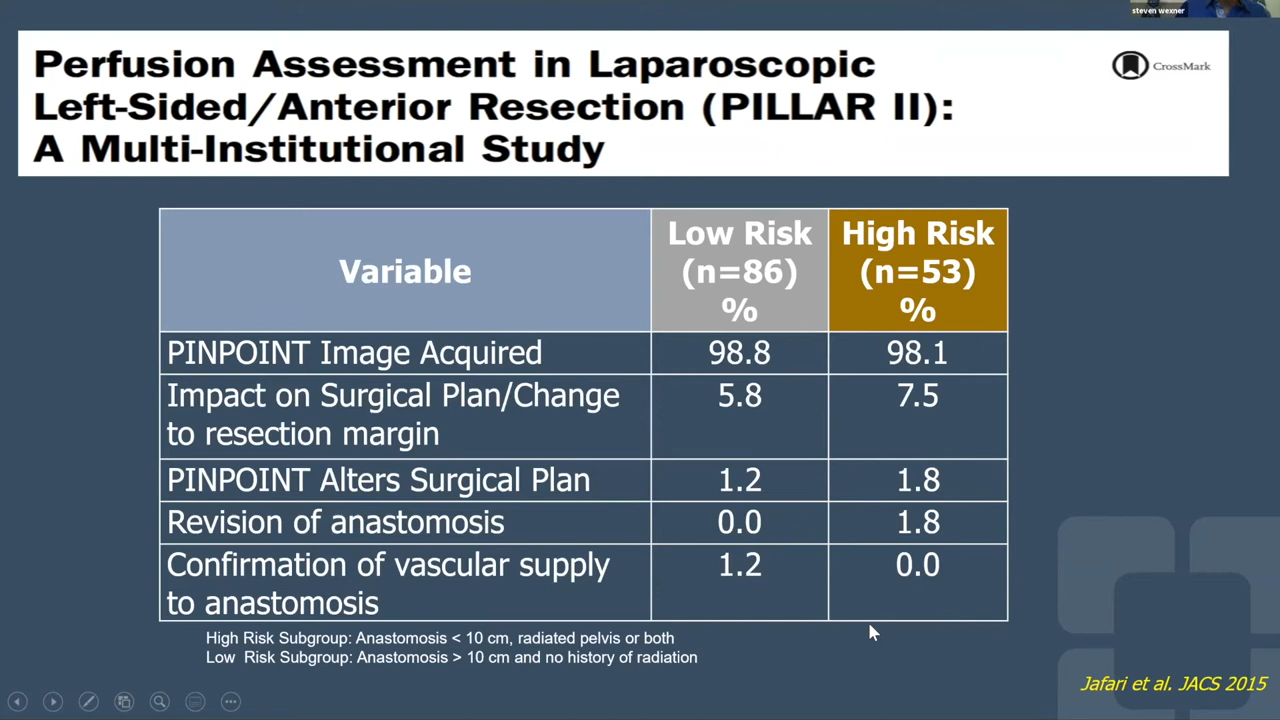 steven wexner
Perfusion Assessment in Laparoscopic
Left-Sided/Anterior Resection (PILLAR II):
A Multi-Institutional Study
CrossMark
Variable
Low Risk
(n=86)
%
High Risk
(n=53)
%
PINPOINT Image Acquired 98.8 98.1
Impact on Surgical Plan/Change 5.8 7.5
to resection margin
PINPOINT Alters Surgical Plan 1.2 1.8
Revision of anastomosis 0.0 1.8
Confirmation of vascular supply 1.2 0.0
to anastomosis
High Risk Subgroup: Anastomosis < 10 cm, radiated pelvis or both
Low Risk Subgroup: Anastomosis > 10 cm and no history of radiation
Jafari et al. JACS 2015